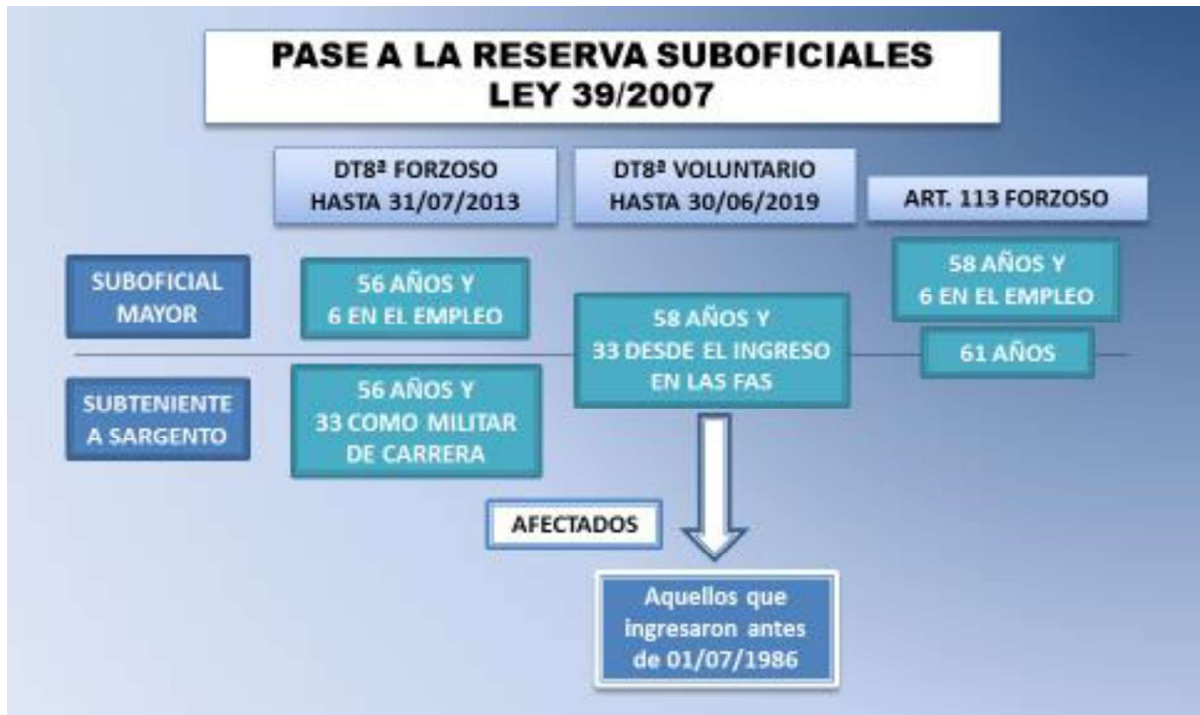 PASE A LA RESERVA SUBOFICIALES
LEY 39/2007
DT8ª FORZOSO
HASTA 31/07/2013
DT8ª VOLUNTARIO
HASTA 30/06/2019
ART. 113 FORZOSO
SUBOFICIAL
MAYOR
56 AÑOS Y
6 EN EL EMPLEO
58 AÑOS Y
33 DESDE EL INGRESO
EN LAS FAS
58 AÑOS Y
6 EN EL EMPLEO
61 AÑOS
SUBTENIENTE
A SARGENTO
56 AÑOS Y
33 COMO MILITAR
DE CARRERA
AFECTADOS
Aquellos que
ingresaron antes
de 01/07/1986